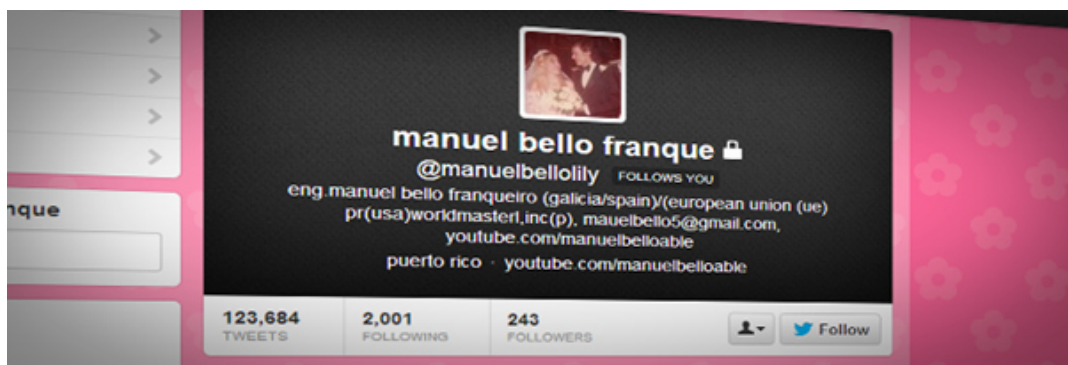 manuel bello franque
@manuelbellolily FOLLOWS YOU
eng.manuel bello franqueiro (galicia/spain)/(european union (ue)
pr(usa)worldmasterl,inc(p), mauelbello5@gmail.com,
youtube.com/manuelbelloable
puerto rico · youtube.com/manuelbelloable
nque
123,684 2,001 243
TWEETS FOLLOWING FOLLOWERS
Follow